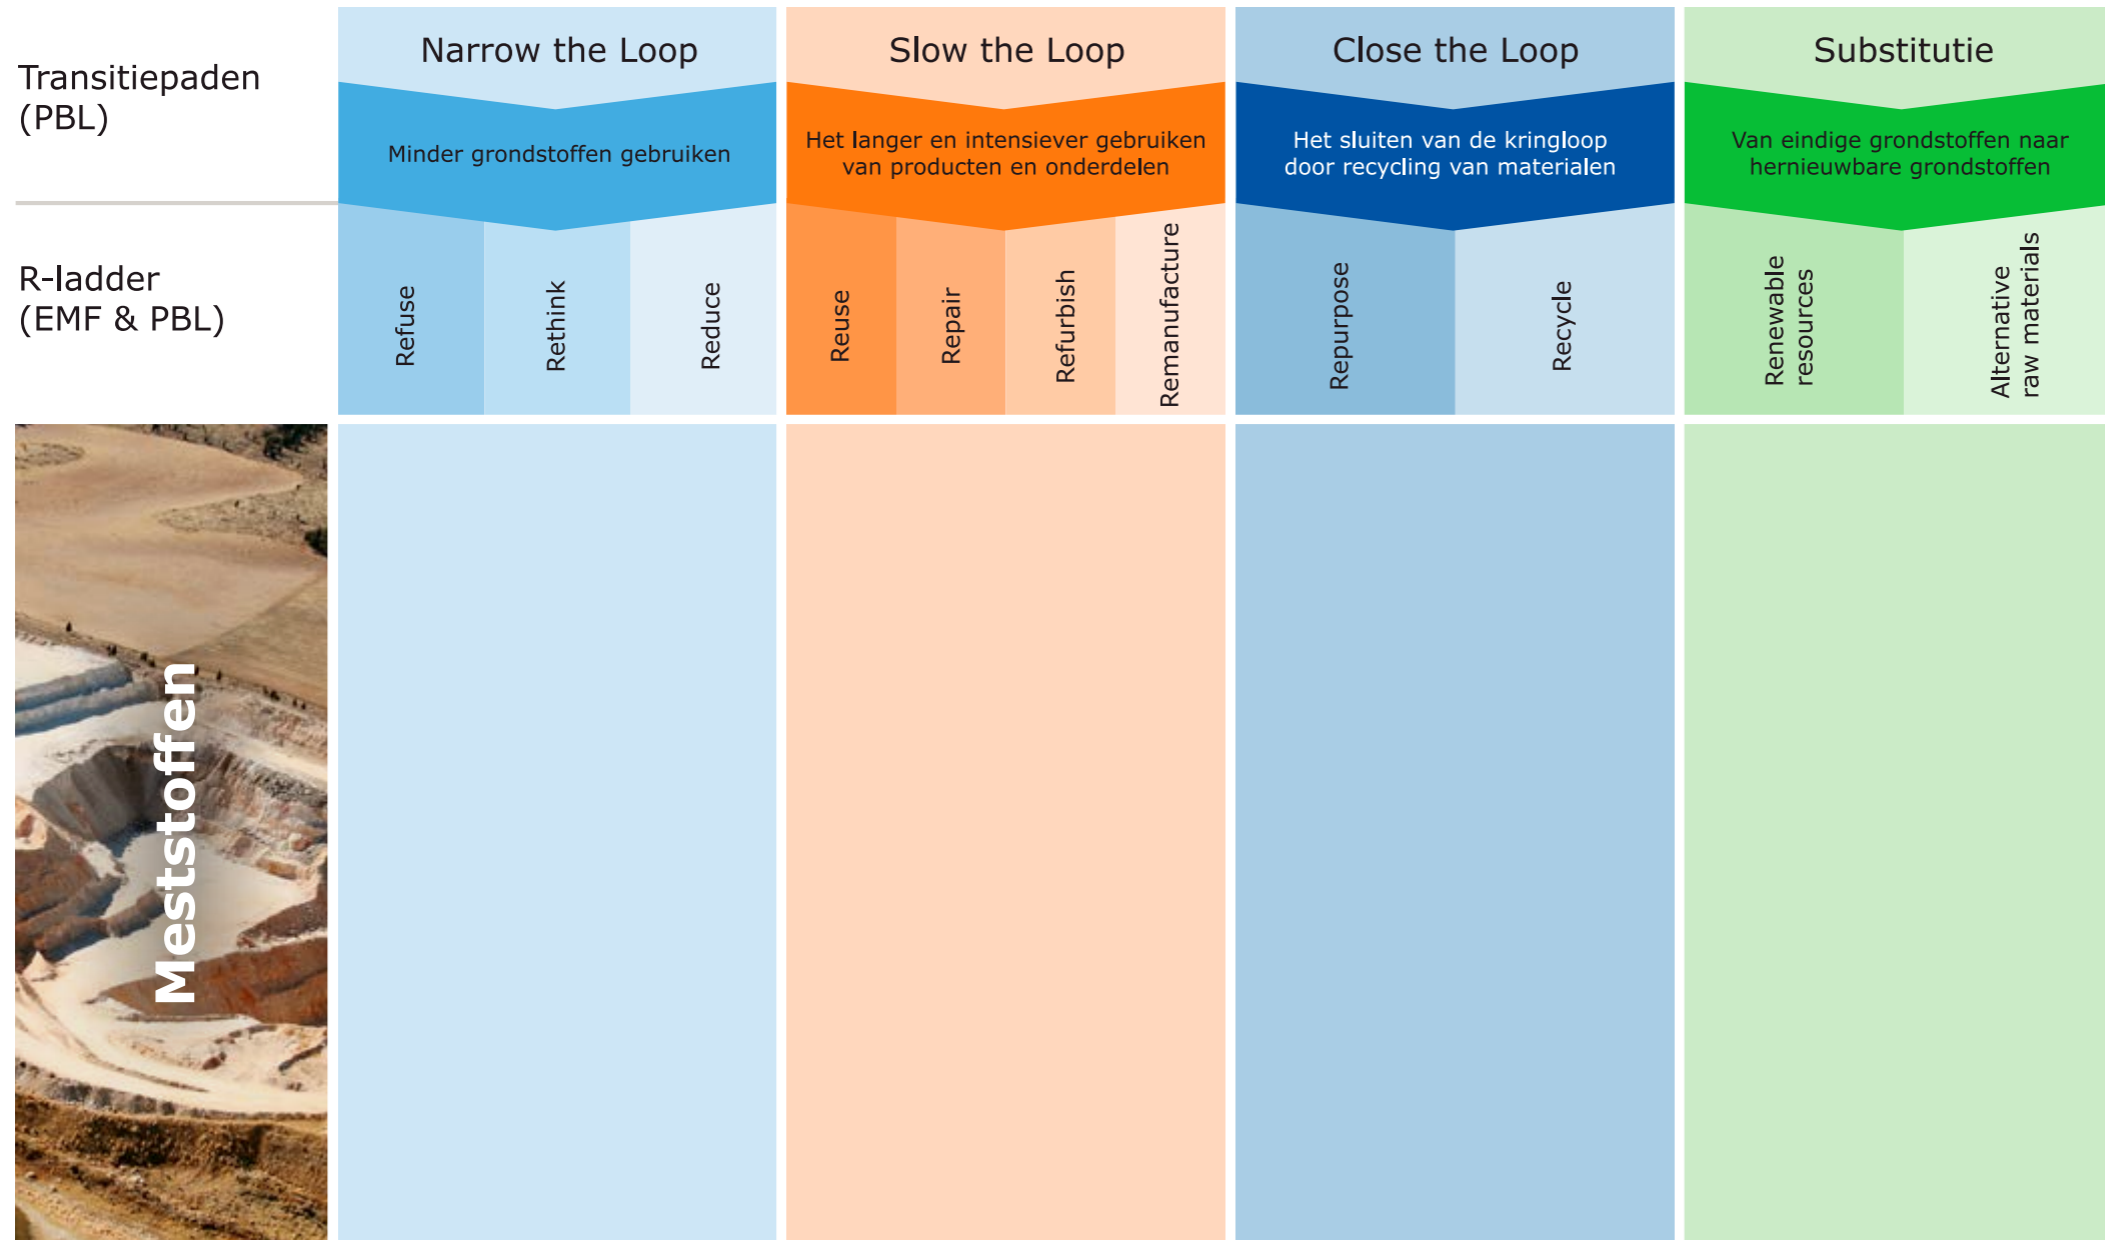 Transitiepaden
(PBL)
Narrow the Loop
Slow the Loop
Close the Loop
Substitutie
Minder grondstoffen gebruiken
Het langer en intensiever gebruiken
van producten en onderdelen
Het sluiten van de kringloop
door recycling van materialen
Van eindige grondstoffen naar
hernieuwbare grondstoffen
R-ladder
(EMF & PBL)
Refuse
Rethink
Reduce
Reuse
Repair
Refurbish
Remanufacture
Repurpose
Recycle
Renewable
resources
Alternative
raw materials
Meststoffen